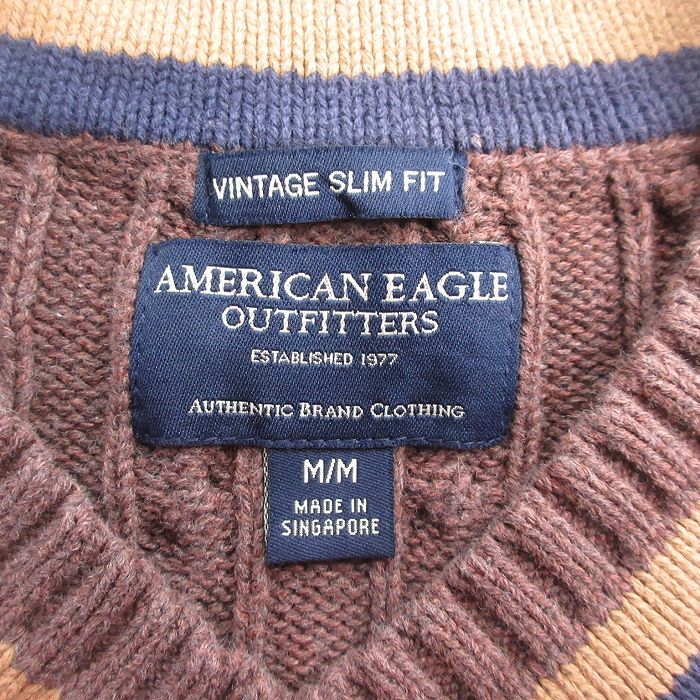 VINTAGE SLIM FIT
AMERICAN EAGLE
OUTFITTERS
ESTABLISHED 1977
AUTHENTIC BRAND CLOTHING
M/M
MADE IN
SINGAPORE